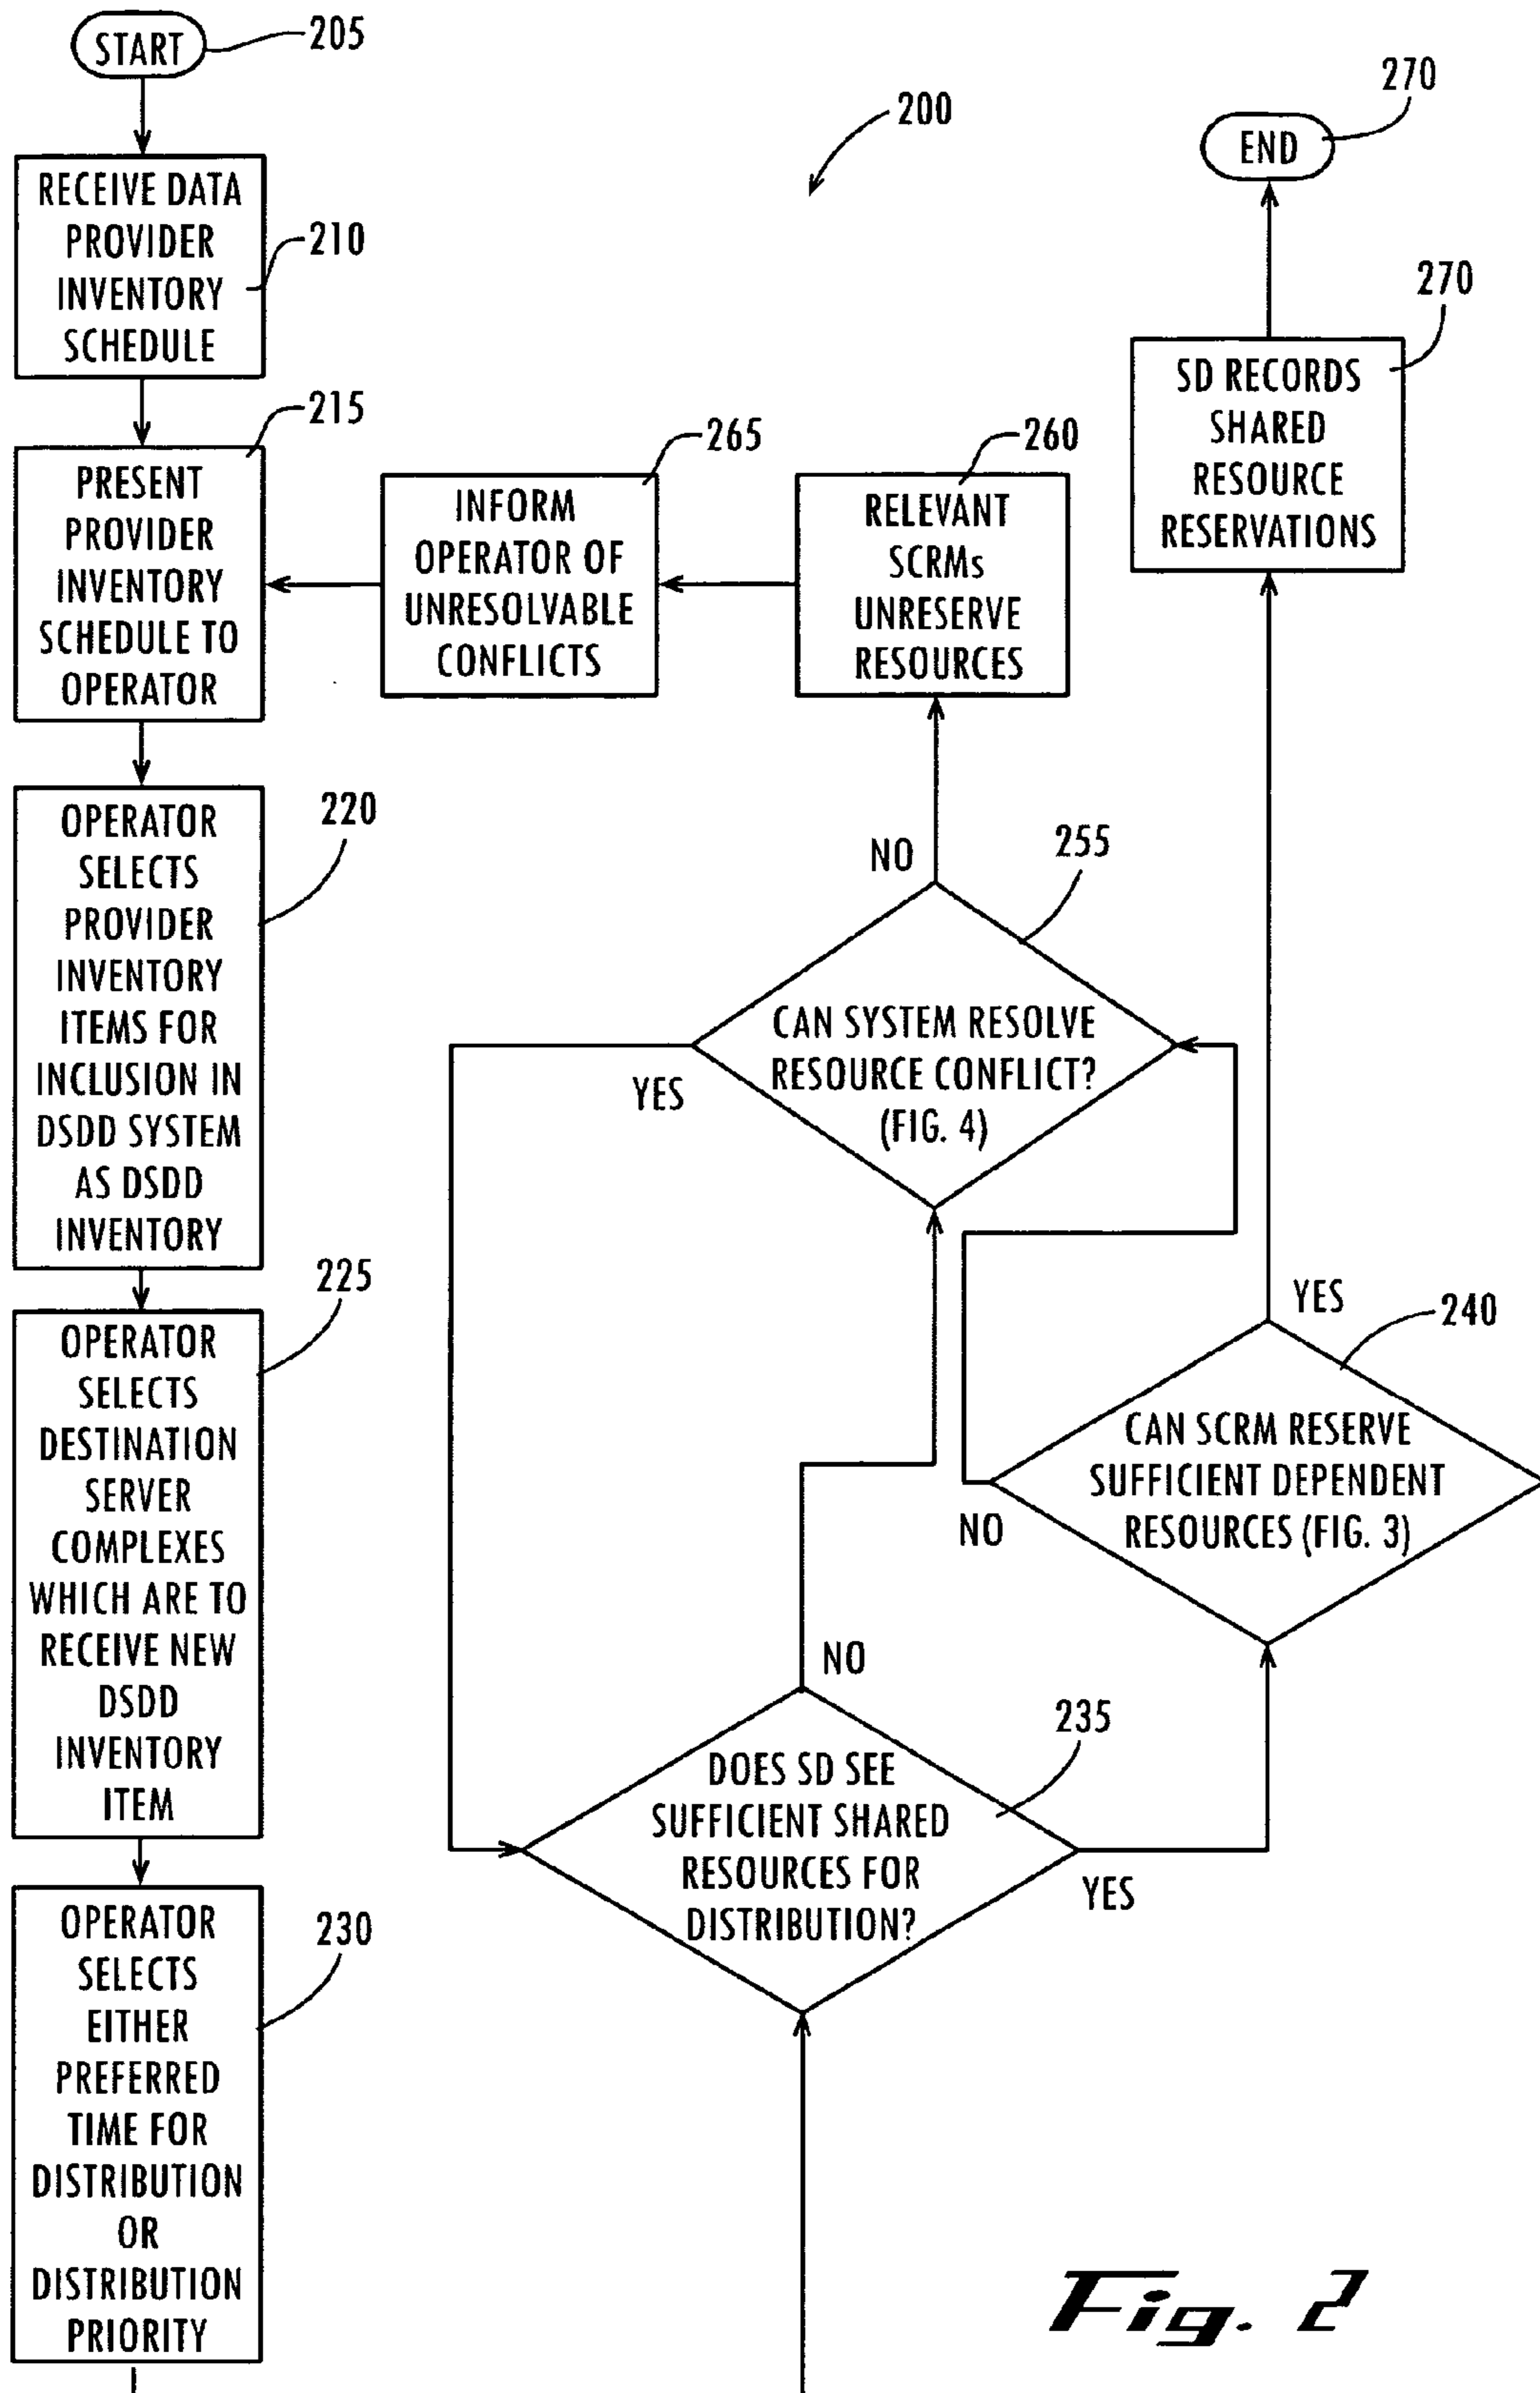 START
205
RECEIVE DATA
PROVIDER
INVENTORY
SCHEDULE
210
PRESENT
PROVIDER
INVENTORY
SCHEDULE TO
OPERATOR
215
OPERATOR
SELECTS
PROVIDER
INVENTORY
ITEMS FOR
INCLUSION IN
DSDD SYSTEM
AS DSDD
INVENTORY
220
OPERATOR
SELECTS
DESTINATION
SERVER
COMPLEXES
WHICH ARE TO
RECEIVE NEW
DSDD
INVENTORY
ITEM
225
OPERATOR
SELECTS
EITHER
PREFERRED
TIME FOR
DISTRIBUTION
OR
DISTRIBUTION
PRIORITY
230
200
INFORM
OPERATOR OF
UNRESOLVABLE
CONFLICTS
265
RELEVANT
SCRMs
UNRESERVE
RESOURCES
260
NO
255
CAN SYSTEM RESOLVE
RESOURCE CONFLICT?
(FIG. 4)
YES
NO
235
DOES SD SEE
SUFFICIENT SHARED
RESOURCES FOR
DISTRIBUTION?
YES
270
END
270
SD RECORDS
SHARED
RESOURCE
RESERVATIONS
YES
240
CAN SCRM RESERVE
SUFFICIENT DEPENDENT
RESOURCES (FIG. 3)
NO
Fig. 2